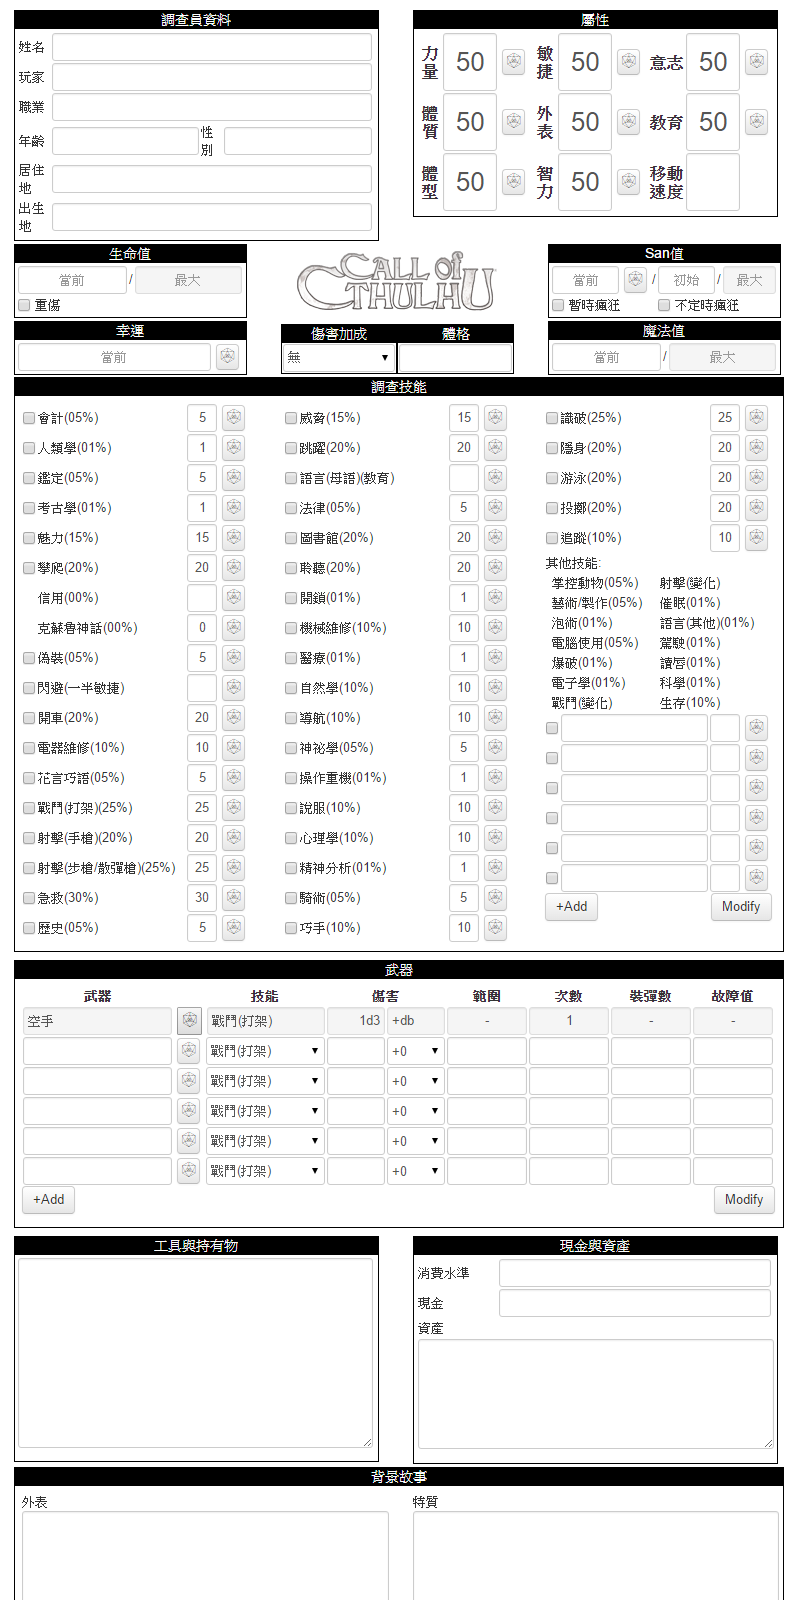 調查員資料
姓名
玩家
職業
年齡 性別
居住地
出生地
屬性
力量 50 敏捷 50 意志 50
體質 50 外表 50 教育 50
體型 50 智力 50 移動速度
生命值
當前 / 最大
重傷
CALL of CTHULHU
San值
當前 / 初始 / 最大
暫時瘋狂 不定時瘋狂
幸運
當前
傷害加成 體格
無
魔法值
當前 / 最大
調查技能
會計(05%) 5
人類學(01%) 1
鑑定(05%) 5
考古學(01%) 1
魅力(15%) 15
攀爬(20%) 20
信用(00%)
克蘇魯神話(00%) 0
偽裝(05%) 5
閃避(一半敏捷)
開車(20%) 20
電器維修(10%) 10
花言巧語(05%) 5
戰鬥(打架)(25%) 25
射擊(手槍)(20%) 20
射擊(步槍/散彈槍)(25%) 25
急救(30%) 30
歷史(05%) 5
威脅(15%) 15
跳躍(20%) 20
語言(母語)(教育)
法律(05%) 5
圖書館(20%) 20
聆聽(20%) 20
開鎖(01%) 1
機械維修(10%) 10
醫療(01%) 1
自然學(10%) 10
導航(10%) 10
神祕學(05%) 5
操作重機(01%) 1
說服(10%) 10
心理學(10%) 10
精神分析(01%) 1
騎術(05%) 5
巧手(10%) 10
識破(25%) 25
隱身(20%) 20
游泳(20%) 20
投擲(20%) 20
追蹤(10%) 10
其他技能:
掌控動物(05%) 射擊(變化)
藝術/製作(05%) 催眠(01%)
泡術(01%) 語言(其他)(01%)
電腦使用(05%) 駕駛(01%)
爆破(01%) 讀唇(01%)
電子學(01%) 科學(01%)
戰鬥(變化) 生存(10%)
+Add Modify
武器
武器 技能 傷害 範圍 次數 裝彈數 故障值
空手 戰鬥(打架) 1d3 +db - 1 - -
戰鬥(打架) +0
戰鬥(打架) +0
戰鬥(打架) +0
戰鬥(打架) +0
戰鬥(打架) +0
+Add Modify
工具與持有物
現金與資產
消費水準
現金
資產
背景故事
外表 特質